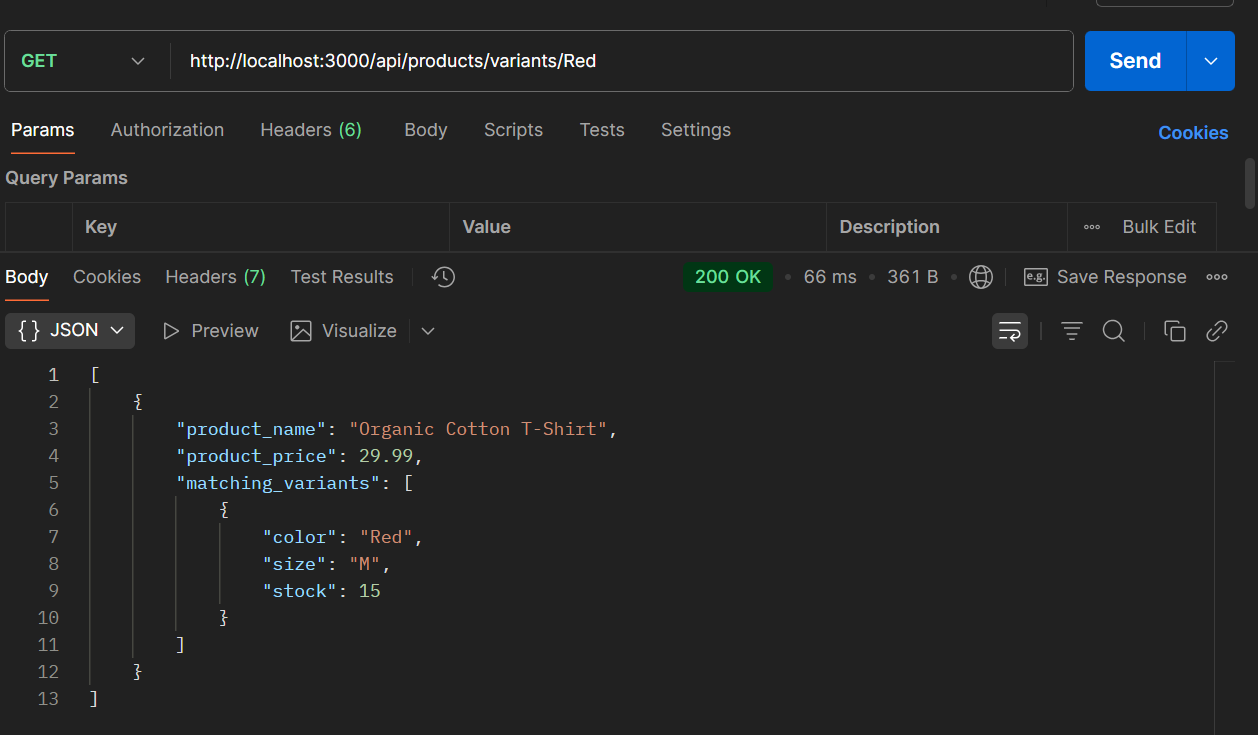 GET http://localhost:3000/api/products/variants/Red Send
Params Authorization Headers (6) Body Scripts Tests Settings Cookies
Query Params
Key Value Description Bulk Edit
Body Cookies Headers (7) Test Results 200 OK • 66 ms • 361 B • e.g. Save Response
{} JSON Preview Visualize
1 [
2 {
3 "product_name": "Organic Cotton T-Shirt",
4 "product_price": 29.99,
5 "matching_variants": [
6 {
7 "color": "Red",
8 "size": "M",
9 "stock": 15
10 }
11 ]
12 }
13 ]